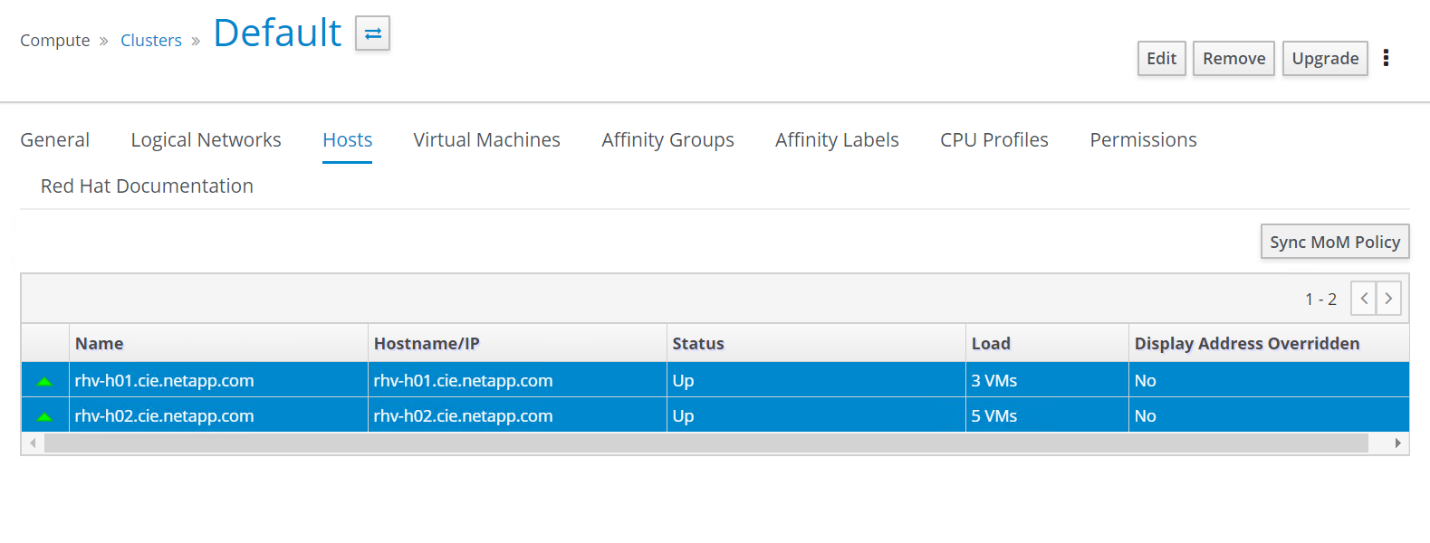 Compute » Clusters » Default
Edit Remove Upgrade
General Logical Networks Hosts Virtual Machines Affinity Groups Affinity Labels CPU Profiles Permissions
Red Hat Documentation
Sync MoM Policy
1 - 2
Name Hostname/IP Status Load Display Address Overridden
rhv-h01.cie.netapp.com rhv-h01.cie.netapp.com Up 3 VMs No
rhv-h02.cie.netapp.com rhv-h02.cie.netapp.com Up 5 VMs No